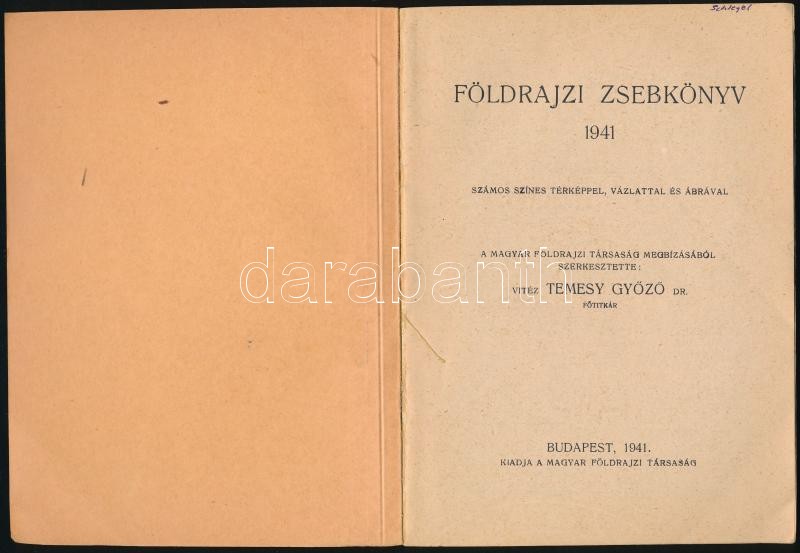 Schlegel
FÖLDRAJZI ZSEBKÖNYV
1941
SZÁMOS SZÍNES TÉRKÉPPEL, VÁZLATTAL ÉS ÁBRÁVAL
A MAGYAR FÖLDRAJZI TÁRSASÁG MEGBÍZÁSÁBÓL
SZERKESZTETTE:
VITÉZ TEMESY GYŐZŐ DR.
FŐTITKÁR
darabanth
BUDAPEST, 1941.
KIADJA A MAGYAR FÖLDRAJZI TÁRSASÁG